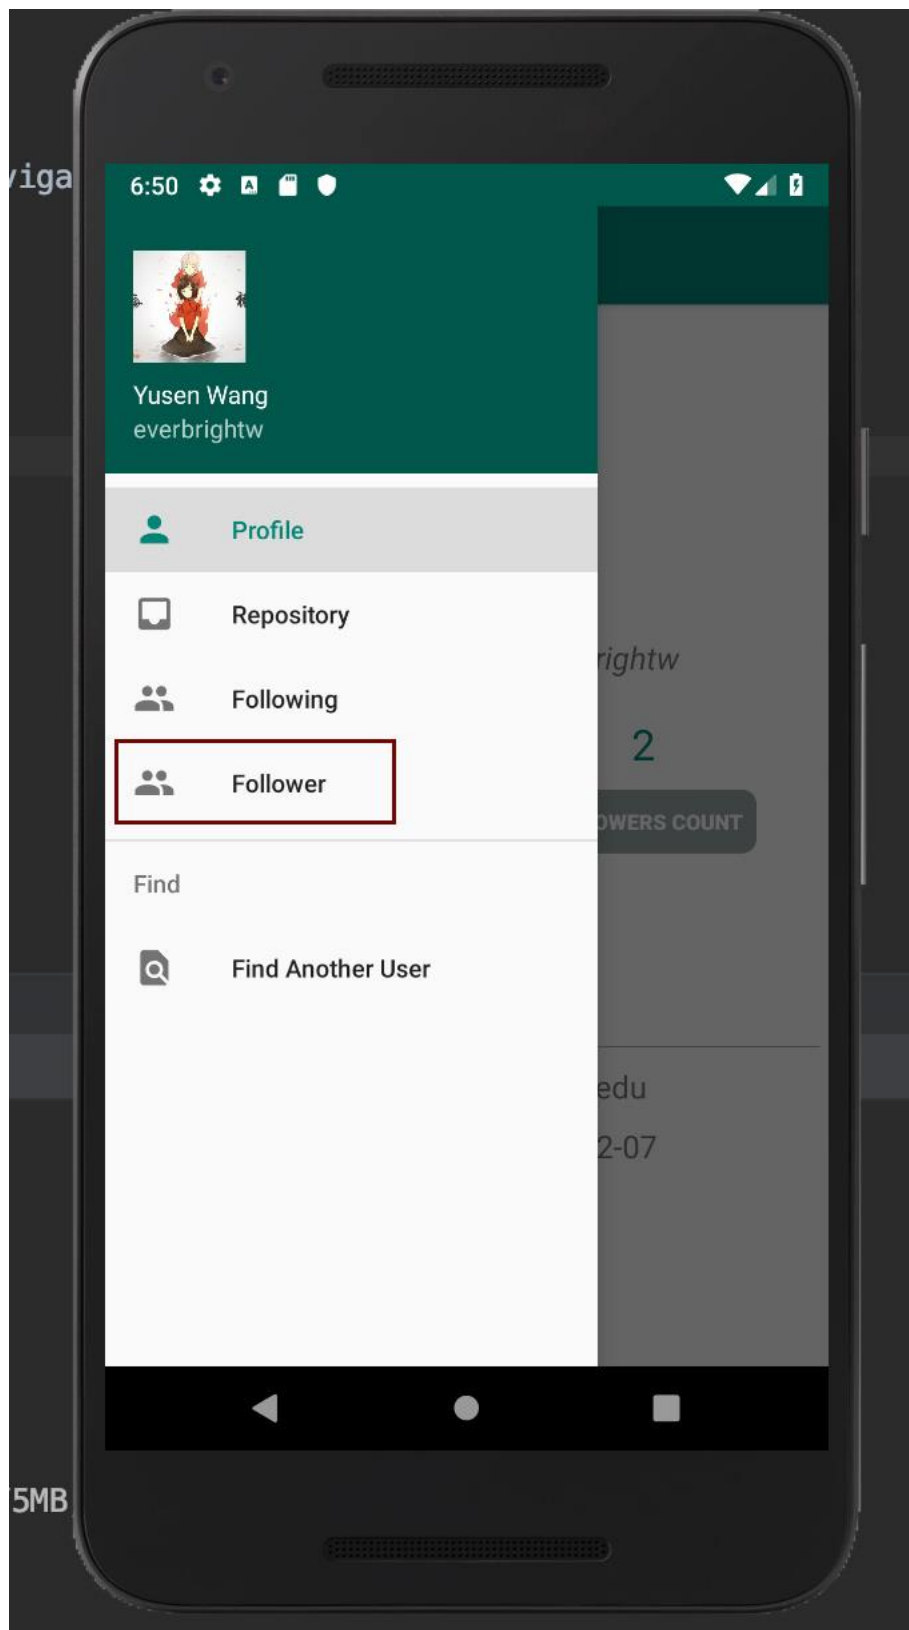 viga
6:50
Yusen Wang
everbrightw
Profile
Repository
Following
Follower
Find
Find Another User
rightw
2
OWERS COUNT
edu
2-07
5MB